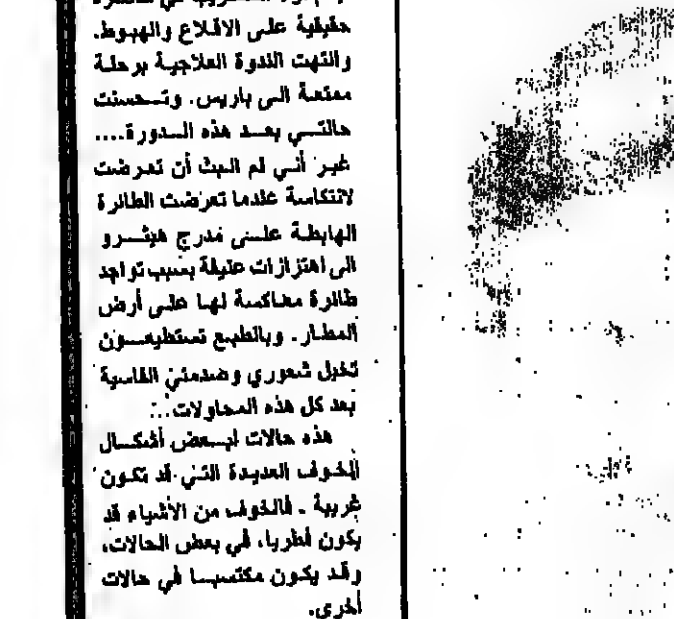 حقيقية على الاقلاع والهبوط.
وانتهت الندوة العلاجية برحلة
ممتعة الى باريس. وتحسنت
حالتي بعد هذه الدورة....
غير أني لم البث أن تعرضت
لانتكاسة عندما تعرضت الطائرة
الهابطة على مدرج هيثرو
الى اهتزازات عنيفة بسبب تواجد
طائرة معاكسة لها على أرض
المطار. وبالطبع تستطيعون
تخيل شعوري وصدمتي القاسية
بعد كل هذه المحاولات..
هذه حالات لبعض أشكال
الخوف العديدة التي قد تكون
غريبة. فالخوف من الأشياء قد
يكون فطريا، في بعض الحالات،
وقد يكون مكتسبا في حالات
أخرى.